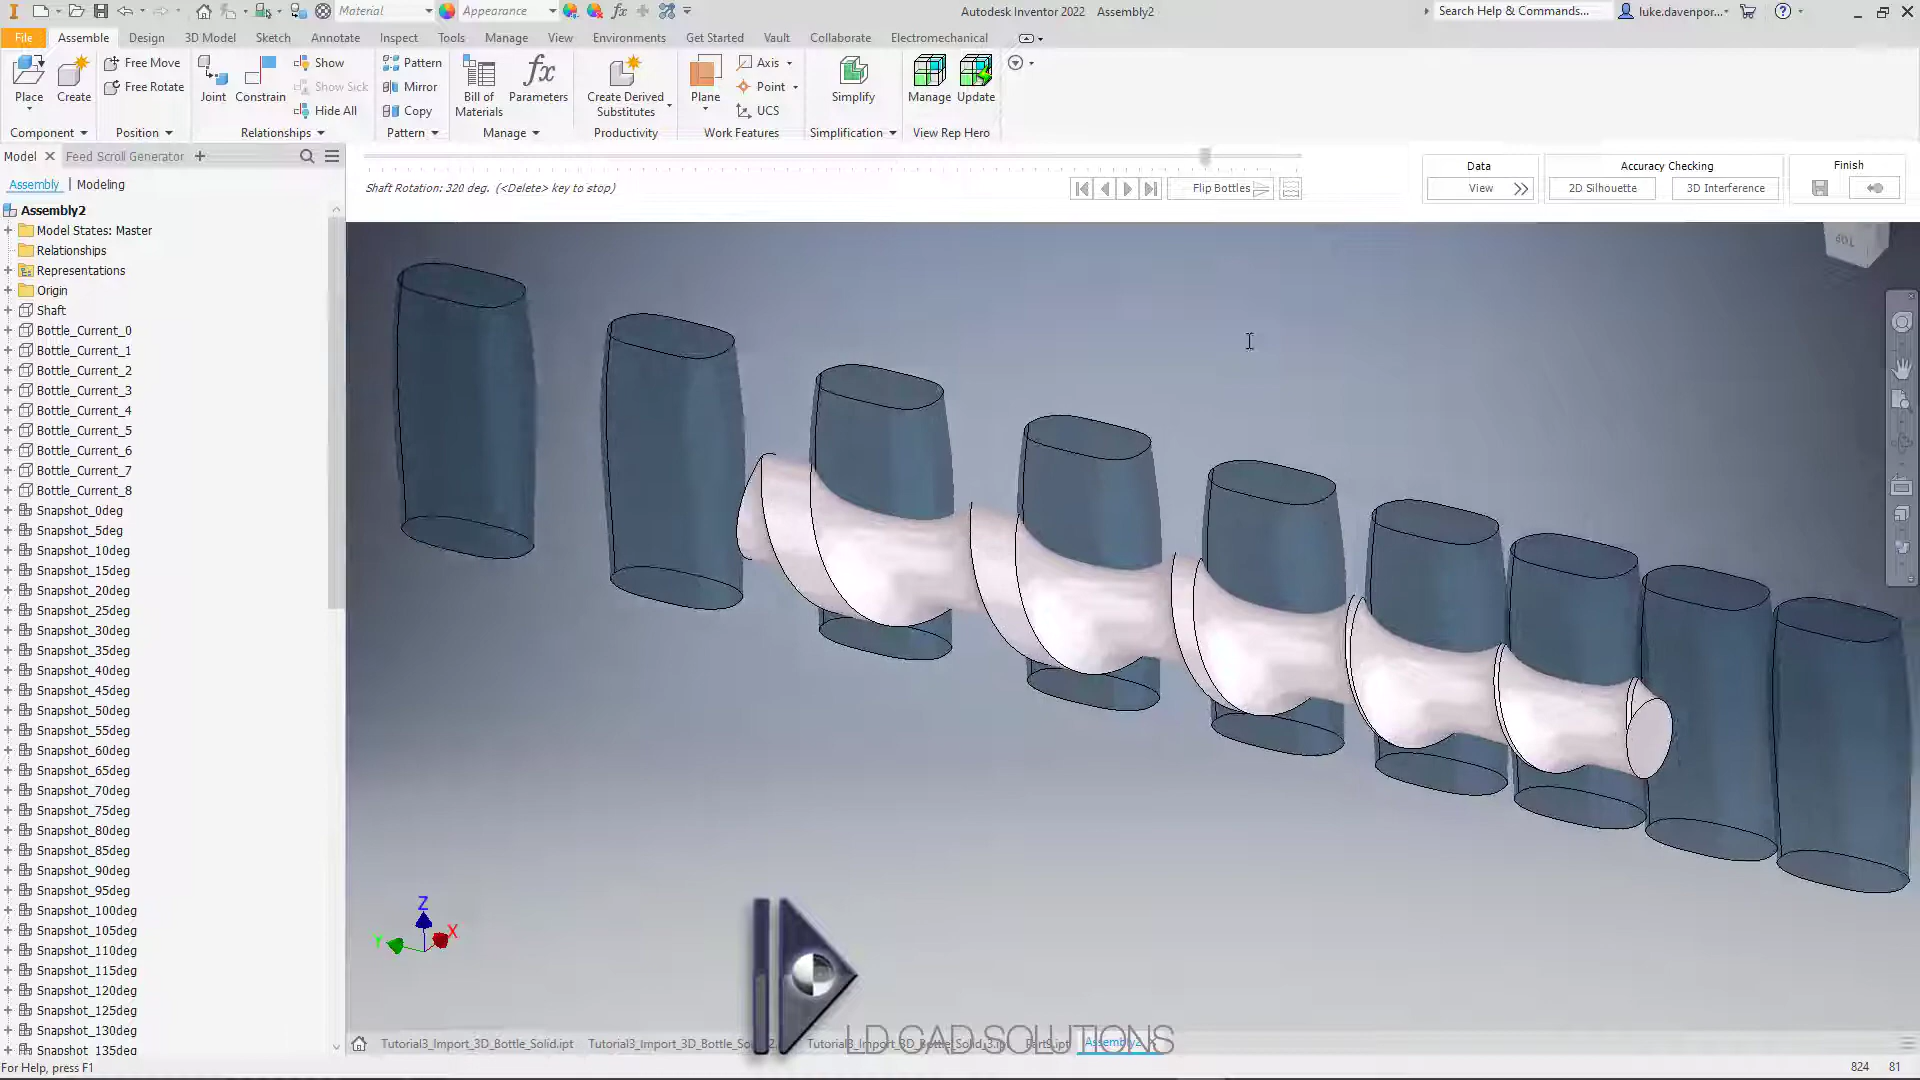 Material
Appearance
fx
Autodesk Inventor 2022 Assembly2
Search Help & Commands...
luke.davenpor...
File Assemble Design 3D Model Sketch Annotate Inspect Tools Manage View Environments Get Started Vault Collaborate Electromechanical
Place
Create
Free Move
Free Rotate
Joint
Constrain
Show
Show Sick
Hide All
Pattern
Mirror
Copy
Bill of
Materials
fx
Parameters
Create Derived
Substitutes
Plane
Axis
Point
UCS
Simplify
Manage
Update
Component Position Relationships Pattern Manage Productivity Work Features Simplification View Rep Hero
Model Feed Scroll Generator
Assembly Modeling
Shaft Rotation: 320 deg. (<Delete> key to stop)
Flip Bottles
Data
View
Accuracy Checking
2D Silhouette
3D Interference
Finish
Assembly2
Model States: Master
Relationships
Representations
Origin
Shaft
Bottle_Current_0
Bottle_Current_1
Bottle_Current_2
Bottle_Current_3
Bottle_Current_4
Bottle_Current_5
Bottle_Current_6
Bottle_Current_7
Bottle_Current_8
Snapshot_0deg
Snapshot_5deg
Snapshot_10deg
Snapshot_15deg
Snapshot_20deg
Snapshot_25deg
Snapshot_30deg
Snapshot_35deg
Snapshot_40deg
Snapshot_45deg
Snapshot_50deg
Snapshot_55deg
Snapshot_60deg
Snapshot_65deg
Snapshot_70deg
Snapshot_75deg
Snapshot_80deg
Snapshot_85deg
Snapshot_90deg
Snapshot_95deg
Snapshot_100deg
Snapshot_105deg
Snapshot_110deg
Snapshot_115deg
Snapshot_120deg
Snapshot_125deg
Snapshot_130deg
Snapshot_135deg
TOP
Z
X
Y
LD CAD SOLUTIONS
Tutorial3_Import_3D_Bottle_Solid.ipt
Assembly2
For Help, press F1
824 81